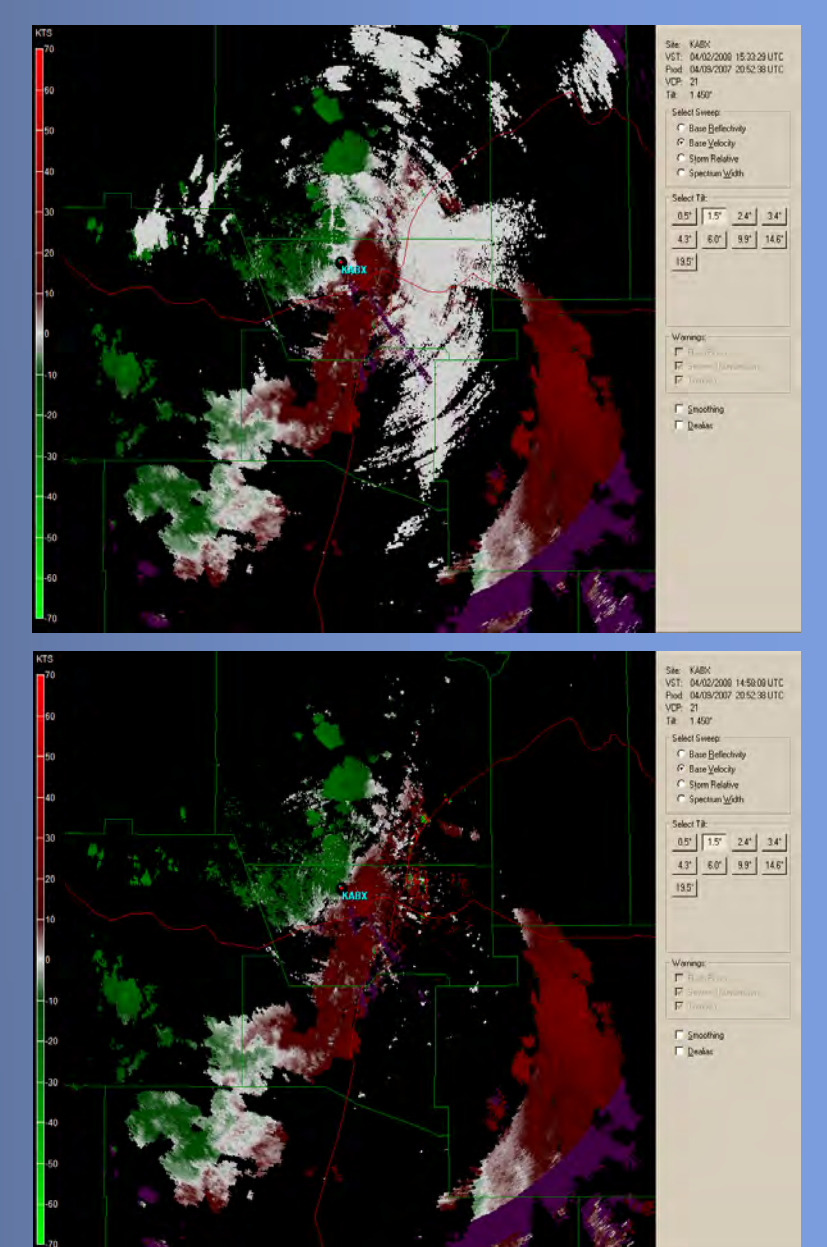 KTS
70
60
50
40
30
20
10
0
-10
-20
-30
-40
-50
-60
-70
KABX
Site: KABX
VST: 04/02/2008 15:33:29 UTC
Prod: 04/09/2007 20:52:38 UTC
VCP: 21
Tilt: 1.450°
Select Sweep:
Base Reflectivity
Base Velocity
Storm Relative
Spectrum Width
Select Tilt:
0.5° 1.5° 2.4° 3.4°
4.3° 6.0° 9.9° 14.6°
19.5°
Warnings:
Smoothing
Dealias
KTS
70
60
50
40
30
20
10
0
-10
-20
-30
-40
-50
-60
-70
KABX
Site: KABX
VST: 04/02/2008 14:58:08 UTC
Prod: 04/09/2007 20:52:38 UTC
VCP: 21
Tilt: 1.450°
Select Sweep:
Base Reflectivity
Base Velocity
Storm Relative
Spectrum Width
Select Tilt:
0.5° 1.5° 2.4° 3.4°
4.3° 6.0° 9.9° 14.6°
19.5°
Warnings:
Smoothing
Dealias